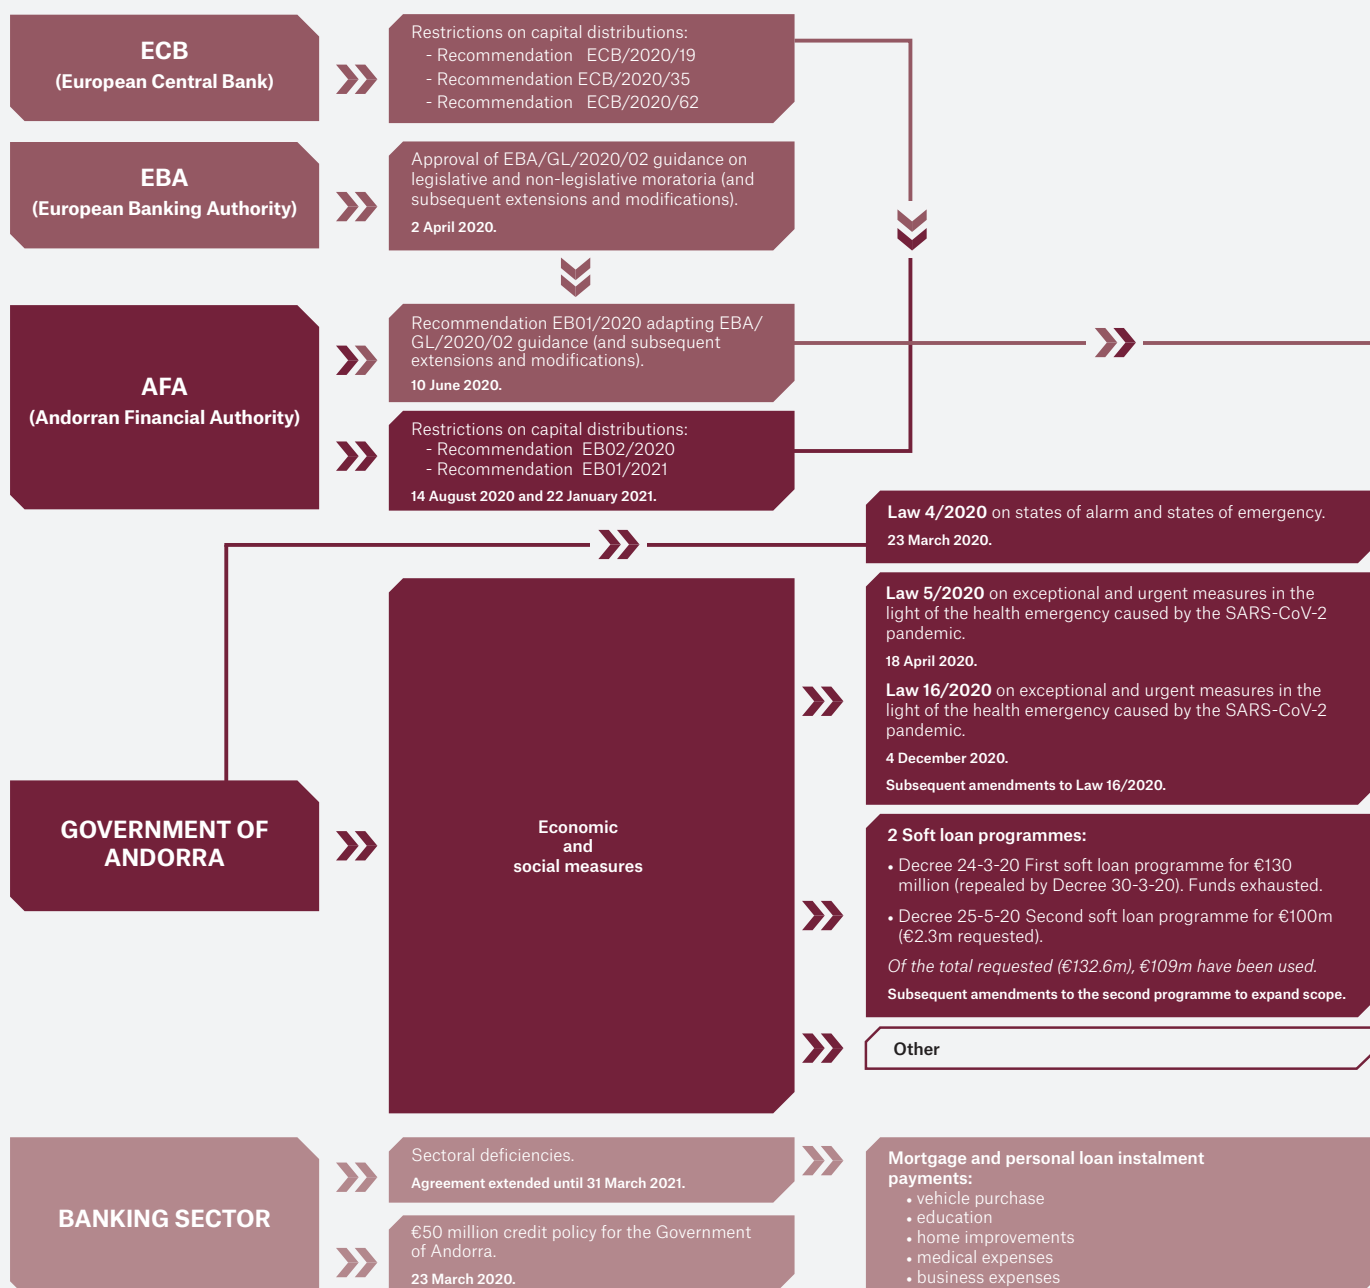 ECB
(European Central Bank)
Restrictions on capital distributions:
- Recommendation ECB/2020/19
- Recommendation ECB/2020/35
- Recommendation ECB/2020/62
EBA
(European Banking Authority)
Approval of EBA/GL/2020/02 guidance on
legislative and non-legislative moratoria (and
subsequent extensions and modifications).
2 April 2020.
AFA
(Andorran Financial Authority)
Recommendation EB01/2020 adapting EBA/
GL/2020/02 guidance (and subsequent
extensions and modifications).
10 June 2020.
Restrictions on capital distributions:
- Recommendation EB02/2020
- Recommendation EB01/2021
14 August 2020 and 22 January 2021.
Law 4/2020 on states of alarm and states of emergency.
23 March 2020.
GOVERNMENT OF
ANDORRA
Economic
and
social measures
Law 5/2020 on exceptional and urgent measures in the
light of the health emergency caused by the SARS-CoV-2
pandemic.
18 April 2020.
Law 16/2020 on exceptional and urgent measures in the
light of the health emergency caused by the SARS-CoV-2
pandemic.
4 December 2020.
Subsequent amendments to Law 16/2020.
2 Soft loan programmes:
• Decree 24-3-20 First soft loan programme for €130
million (repealed by Decree 30-3-20). Funds exhausted.
• Decree 25-5-20 Second soft loan programme for €100m
(€2.3m requested).
Of the total requested (€132.6m), €109m have been used.
Subsequent amendments to the second programme to expand scope.
Other
BANKING SECTOR
Sectoral deficiencies.
Agreement extended until 31 March 2021.
€50 million credit policy for the Government
of Andorra.
23 March 2020.
Mortgage and personal loan instalment
payments:
• vehicle purchase
• education
• home improvements
• medical expenses
• business expenses